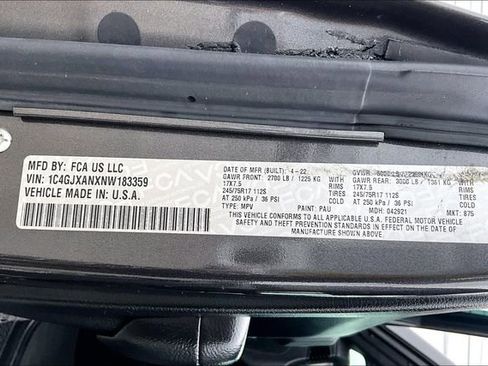 MFD BY: FCA US LLC
VIN: 1C4GJXANXNW183359
VEHICLE MADE IN: U.S.A.
DATE OF MFR (BUILT): 4-22
GAWR FRONT: 2700 LB / 1225 KG
17X7.5 RIMS
245/75R17 112S TIRES
AT 250 kPa / 36 PSI COLD
TYPE: MPV PAINT: PAU
GVWR:
GAWR REAR: 3000 LB / 1361 KG
17X7.5 RIMS
245/75R17 112S TIRES
AT 250 kPa / 36 PSI COLD
MDH: 042921 MKT: 875
THIS VEHICLE CONFORMS TO ALL APPLICABLE U.S.A. FEDERAL MOTOR VEHICLE
SAFETY, BUMPER, AND THEFT PREVENTION STANDARDS IN EFFECT ON THE DATE OF
MANUFACTURE SHOWN ABOVE.